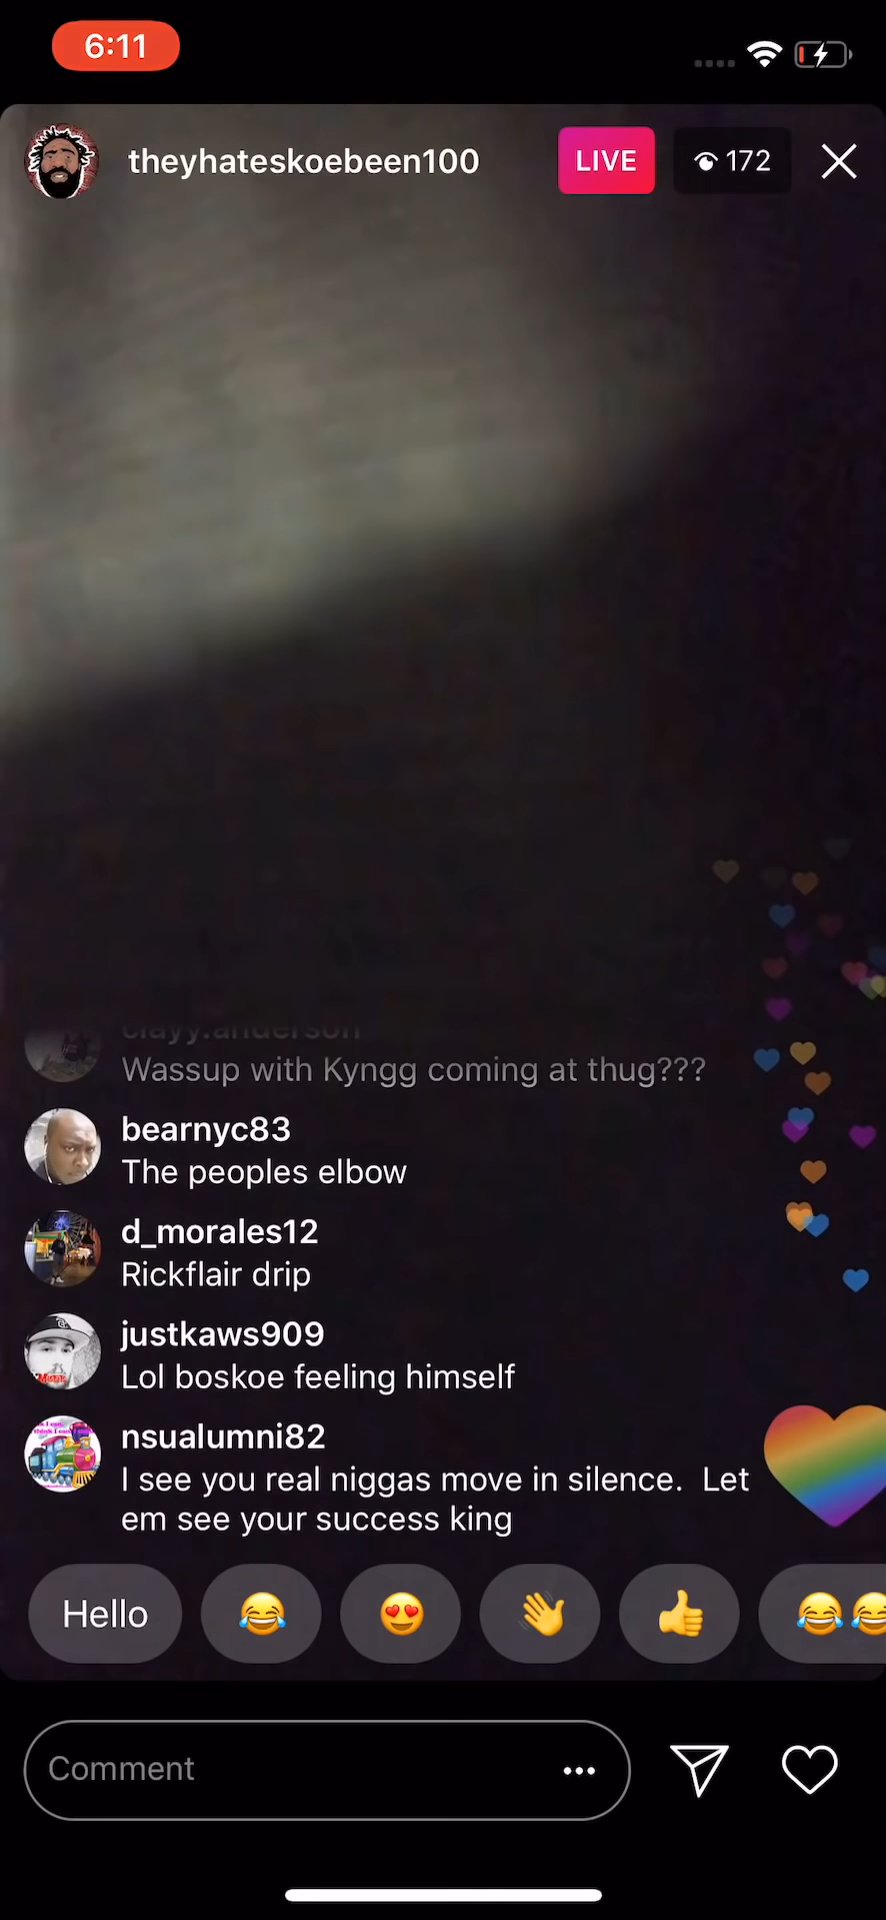 6:11
theyhateskoebeen100
LIVE
172
clayy.anderson
Wassup with Kyngg coming at thug???
bearnyc83
The peoples elbow
d_morales12
Rickflair drip
justkaws909
Lol boskoe feeling himself
nsualumni82
I see you real niggas move in silence. Let
em see your success king
Hello
Comment